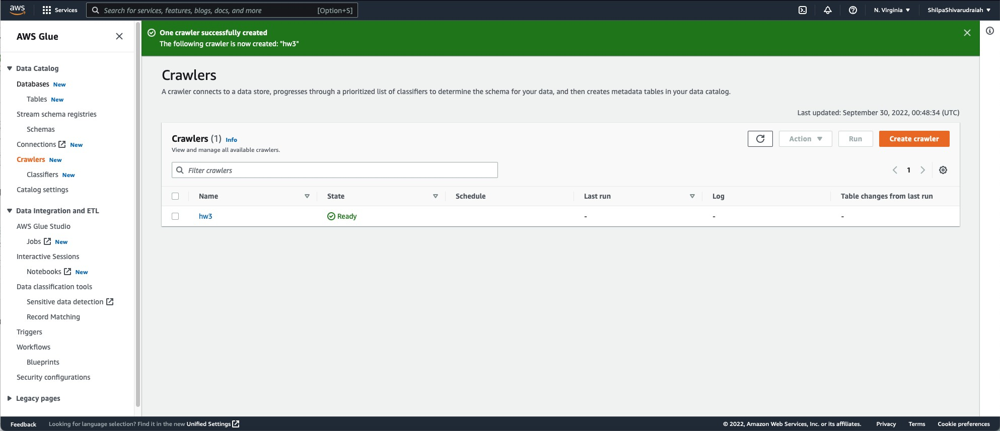 aws
Services
Search for services, features, blogs, docs, and more
[Option+S]
N. Virginia
ShilpaShivarudraiah
AWS Glue
Data Catalog
Databases New
Tables New
Stream schema registries
Schemas
Connections New
Crawlers New
Classifiers New
Catalog settings
Data Integration and ETL
AWS Glue Studio
Jobs New
Interactive Sessions
Notebooks New
Data classification tools
Sensitive data detection
Record Matching
Triggers
Workflows
Blueprints
Security configurations
Legacy pages
One crawler successfully created
The following crawler is now created: "hw3"
Crawlers
A crawler connects to a data store, progresses through a prioritized list of classifiers to determine the schema for your data, and then creates metadata tables in your data catalog.
Last updated: September 30, 2022, 00:48:34 (UTC)
Crawlers (1) Info
View and manage all available crawlers.
Action
Run
Create crawler
Filter crawlers
1
Name State Schedule Last run Log Table changes from last run
hw3 Ready - - -
Feedback
Looking for language selection? Find it in the new Unified Settings
© 2022, Amazon Web Services, Inc. or its affiliates.
Privacy
Terms
Cookie preferences